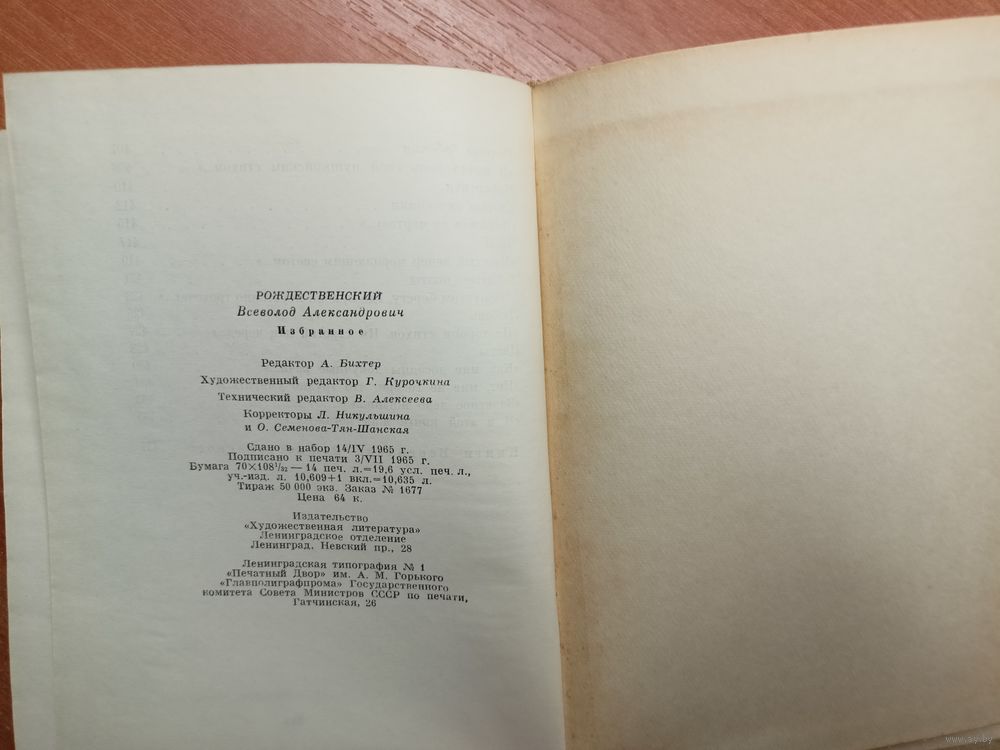 РОЖДЕСТВЕНСКИЙ
Всеволод Александрович
Избранное
Редактор А. Бихтер
Художественный редактор Г. Курочкина
Технический редактор В. Алексеева
Корректоры Л. Никульшина
и О. Семенова-Тян-Шанская
Сдано в набор 14/IV 1965 г.
Подписано к печати 3/VII 1965 г.
Бумага 70×108¹/₃₂ — 14 печ. л.=19,6 усл. печ. л.,
уч.-изд. л. 10,609+1 вкл.=10,635 л.
Тираж 50 000 экз. Заказ № 1677
Цена 64 к.
Издательство
«Художественная литература»
Ленинградское отделение
Ленинград, Невский пр., 28
Ленинградская типография № 1
«Печатный Двор» им. А. М. Горького
«Главполиграфпрома» Государственного
комитета Совета Министров СССР по печати,
Гатчинская, 26
www.ay.by